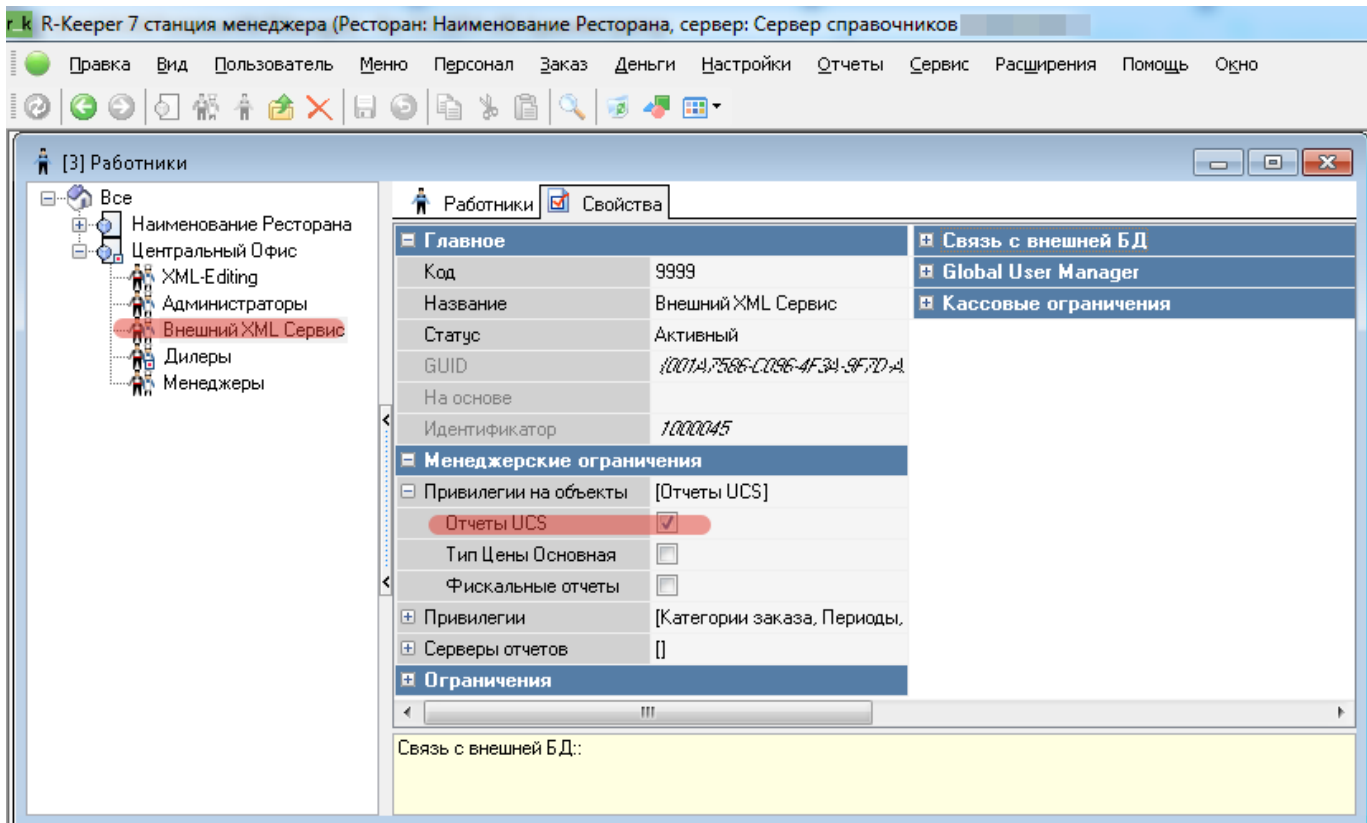 r_k R-Keeper 7 станция менеджера (Ресторан: Наименование Ресторана, сервер: Сервер справочников
Правка Вид Пользователь Меню Персонал Заказ Деньги Настройки Отчеты Сервис Расширения Помощь Окно
[3] Работники
Все
Наименование Ресторана
Центральный Офис
XML-Editing
Администраторы
Внешний XML Сервис
Дилеры
Менеджеры
Работники Свойства
Главное
Код 9999
Название Внешний XML Сервис
Статус Активный
GUID {001A7586-C096-4F3A-9F7D-A
На основе
Идентификатор 1000045
Менеджерские ограничения
Привилегии на объекты [Отчеты UCS]
Отчеты UCS
Тип Цены Основная
Фискальные отчеты
Привилегии [Категории заказа, Периоды,
Серверы отчетов []
Ограничения
Связь с внешней БД
Global User Manager
Кассовые ограничения
Связь с внешней БД::